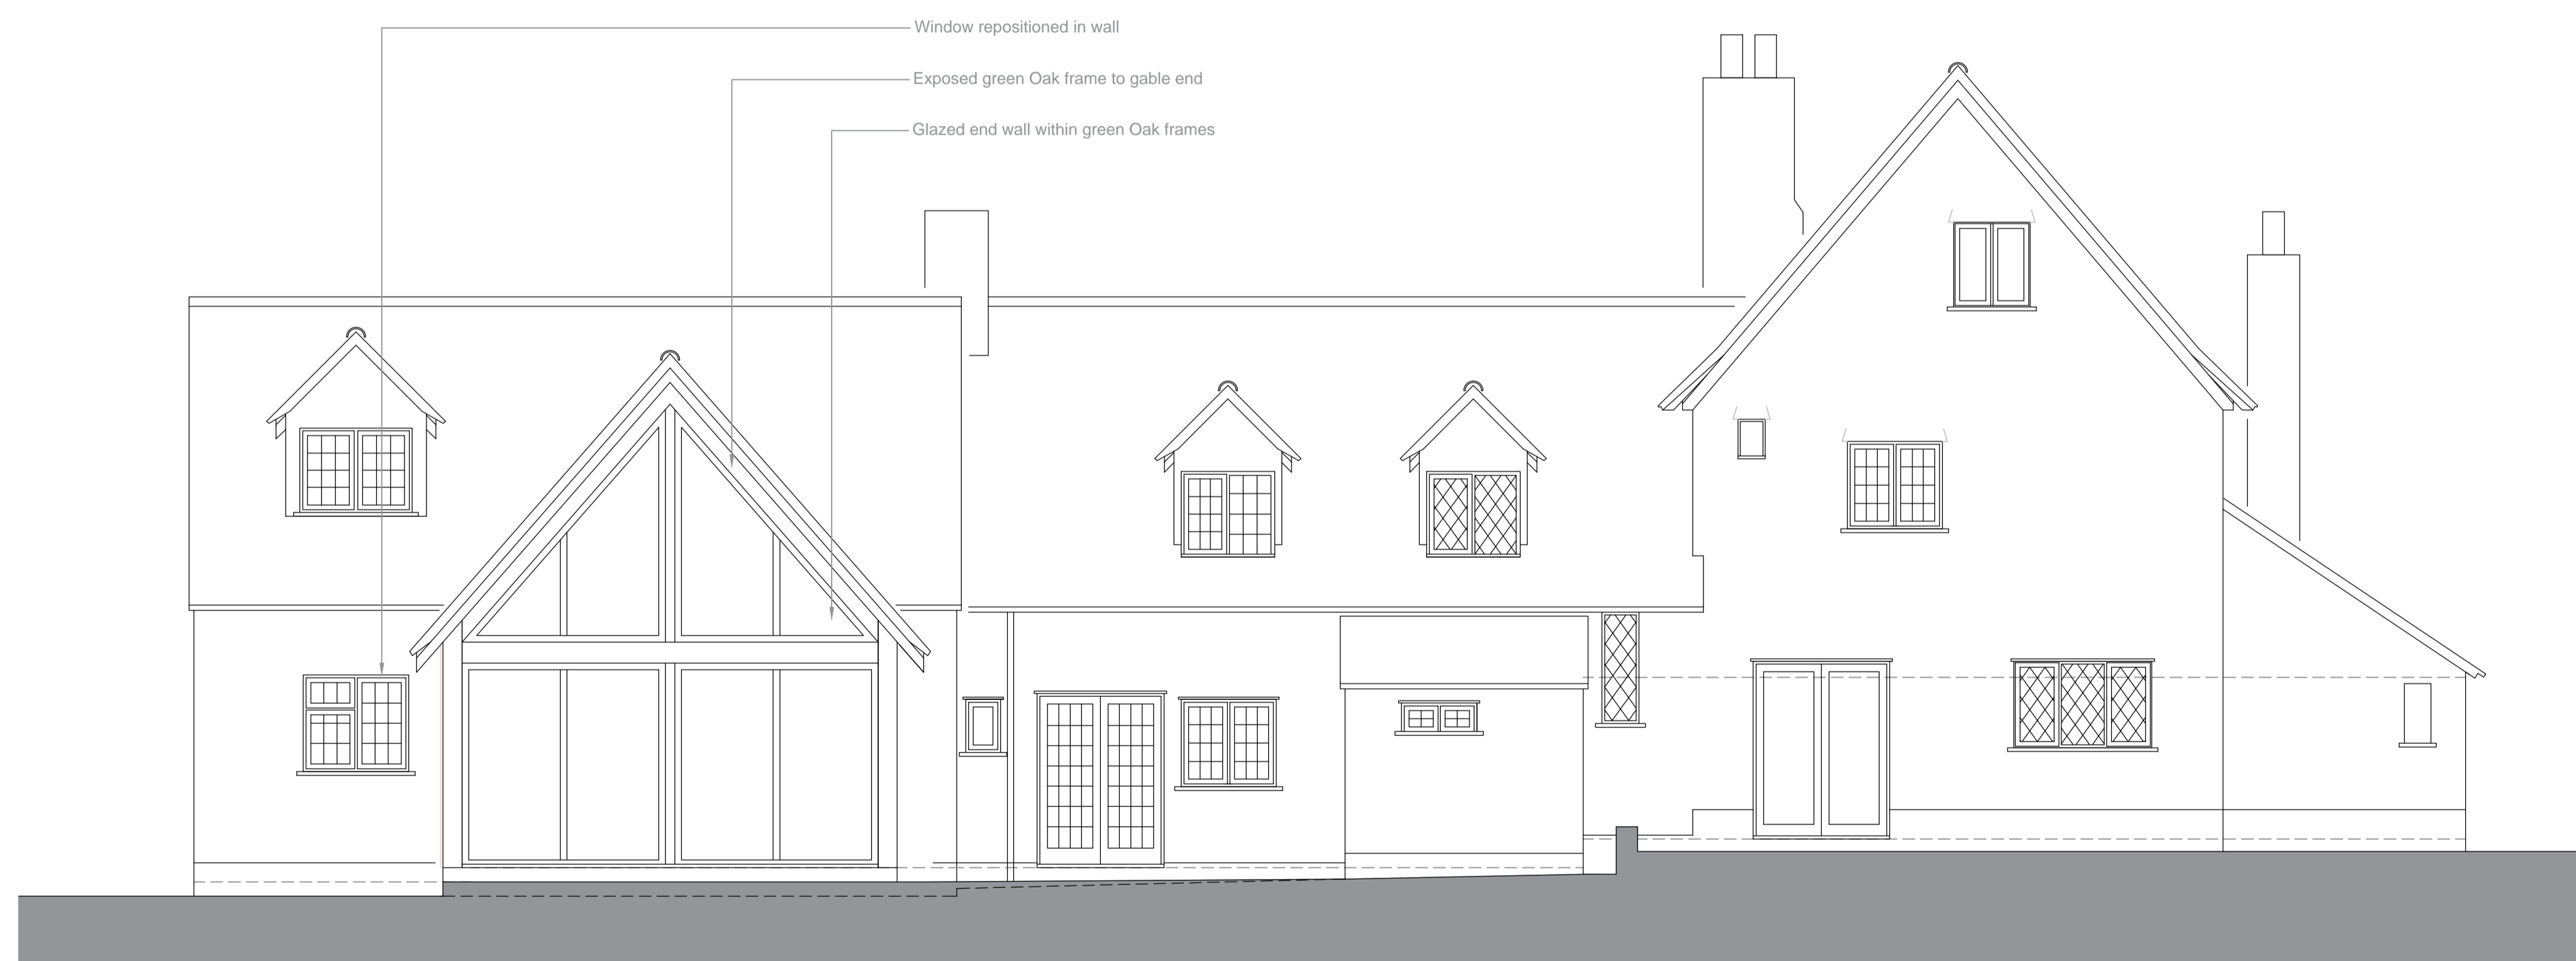 Window repositioned in wall
Exposed green Oak frame to gable end
Glazed end wall within green Oak frames